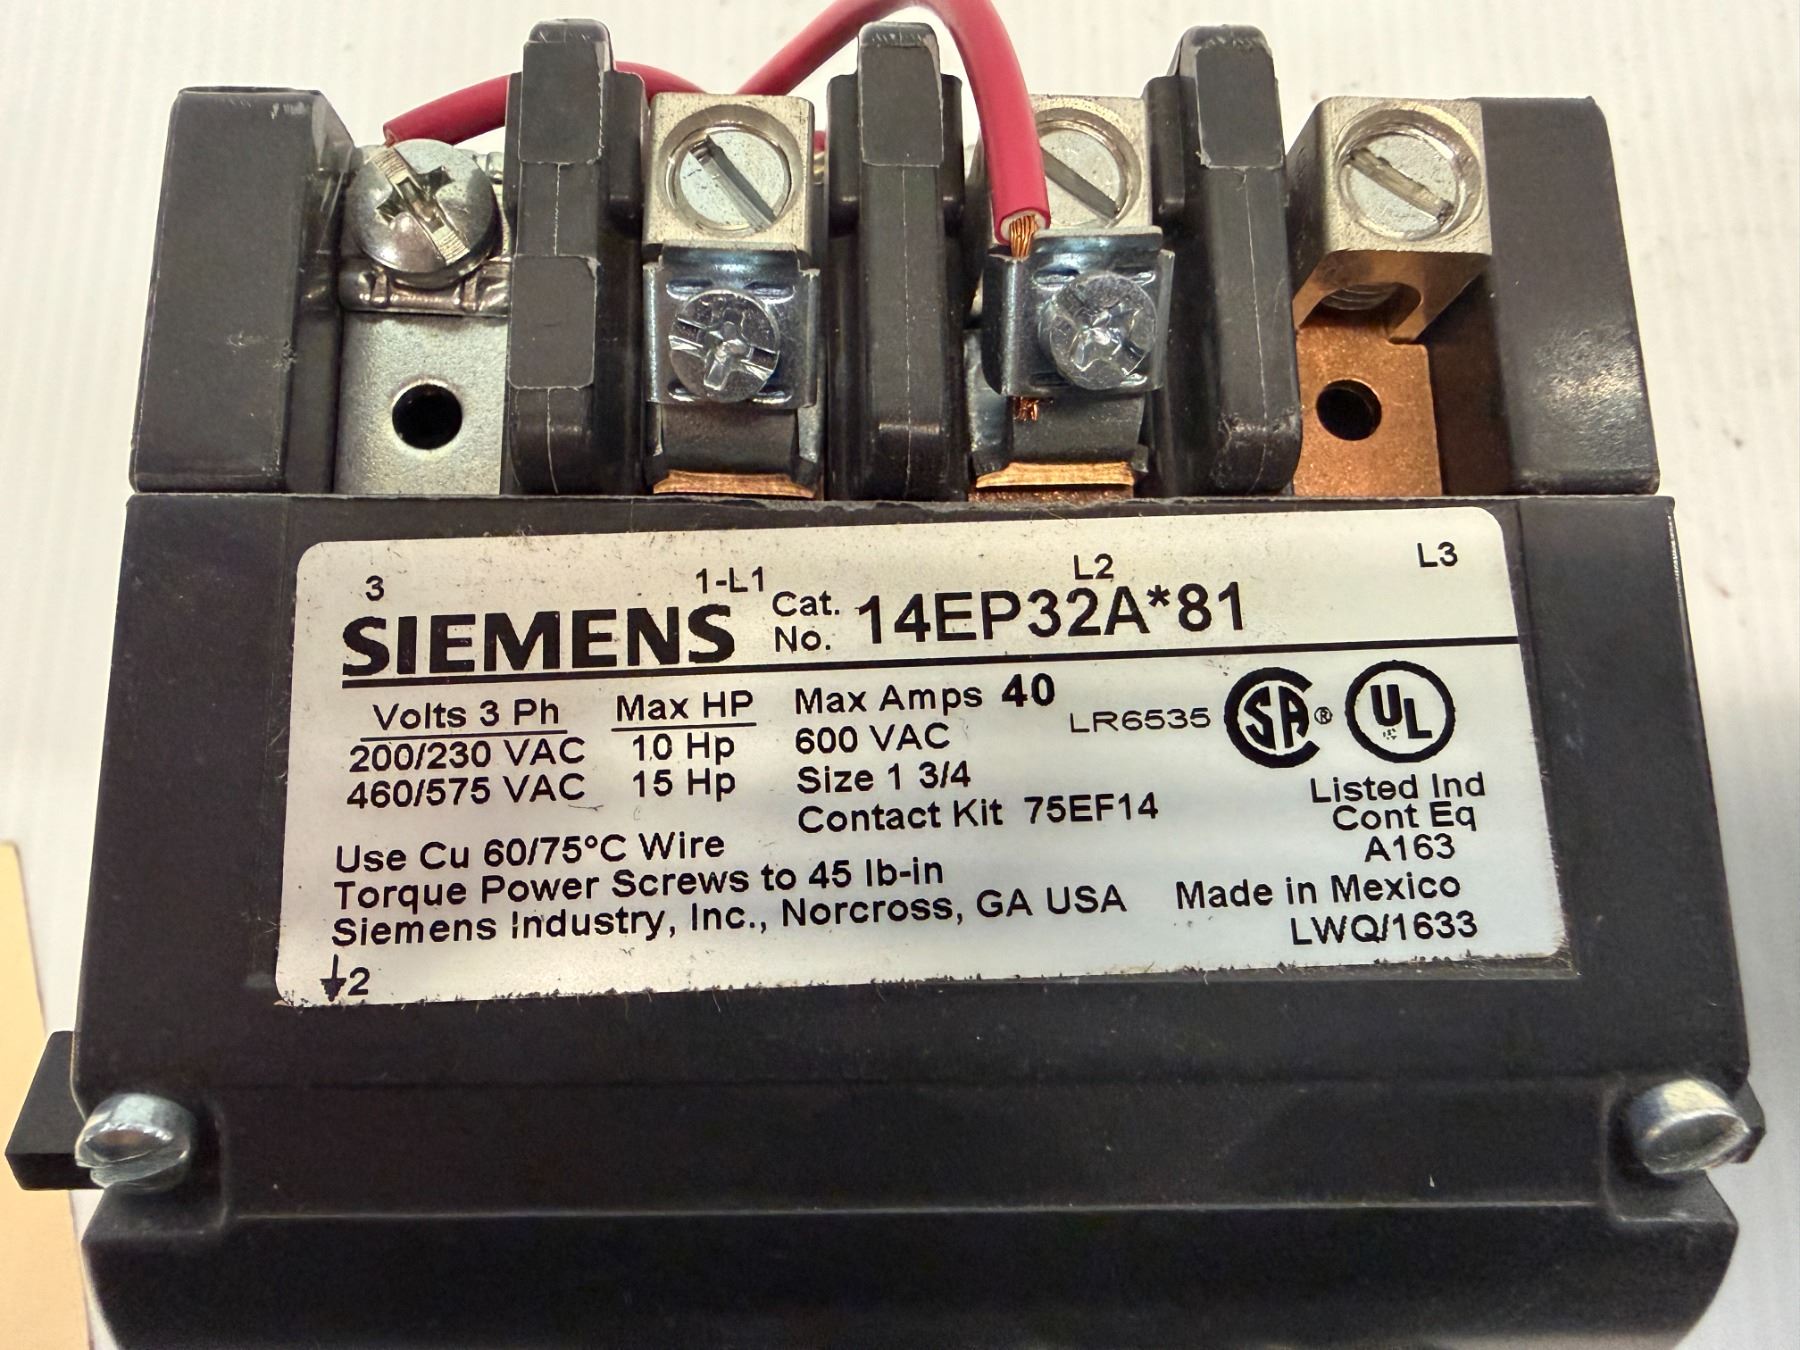 3 1-L1 L2 L3
SIEMENS Cat. No. 14EP32A*81
Volts 3 Ph Max HP Max Amps 40
200/230 VAC 10 Hp 600 VAC LR6535 SA® UL
460/575 VAC 15 Hp Size 1 3/4
Contact Kit 75EF14
Listed Ind
Cont Eq
A163
Use Cu 60/75°C Wire
Torque Power Screws to 45 lb-in
Siemens Industry, Inc., Norcross, GA USA Made in Mexico
LWQ/1633
2